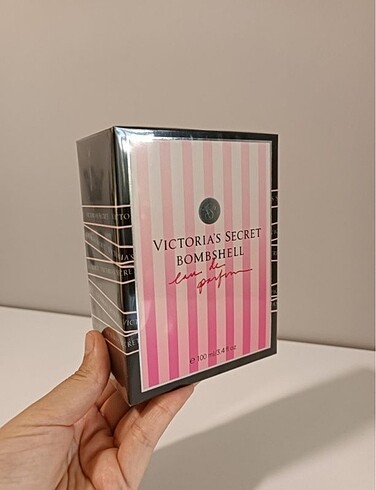 VICTORIA'S SECRET
BOMBSHELL
eau de
parfum
℮ 100 ml/3.4 fl oz